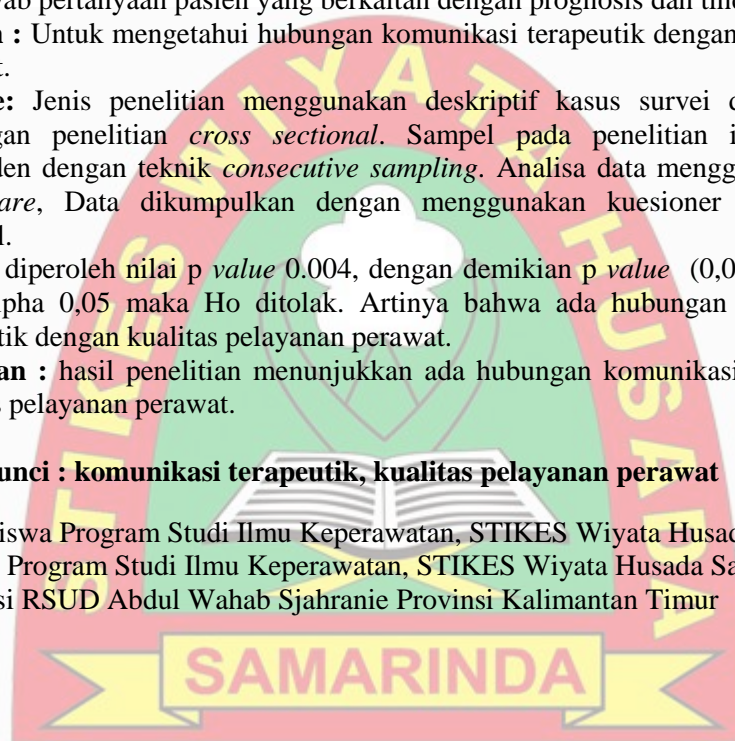 ab pertanyaan pasien yang berkaitan dengan prognosis dan
: Untuk mengetahui hubungan komunikasi terapeutik dengan
t.
e: Jenis penelitian menggunakan deskriptif kasus survei d
gan penelitian cross sectional. Sampel pada penelitian i
den dengan teknik consecutive sampling. Analisa data mengg
are, Data dikumpulkan dengan menggunakan kuesioner
l.
diperoleh nilai p value 0.004, dengan demikian p value (0,0
lpha 0,05 maka Ho ditolak. Artinya bahwa ada hubungan
tik dengan kualitas pelayanan perawat.
an : hasil penelitian menunjukkan ada hubungan komunikasi
s pelayanan perawat.
unci : komunikasi terapeutik, kualitas pelayanan perawat
iswa Program Studi Ilmu Keperawatan, STIKES Wiyata Husad
Program Studi Ilmu Keperawatan, STIKES Wiyata Husada Sa
si RSUD Abdul Wahab Sjahranie Provinsi Kalimantan Timur
STIKES WIYATA HUSADA
SAMARINDA